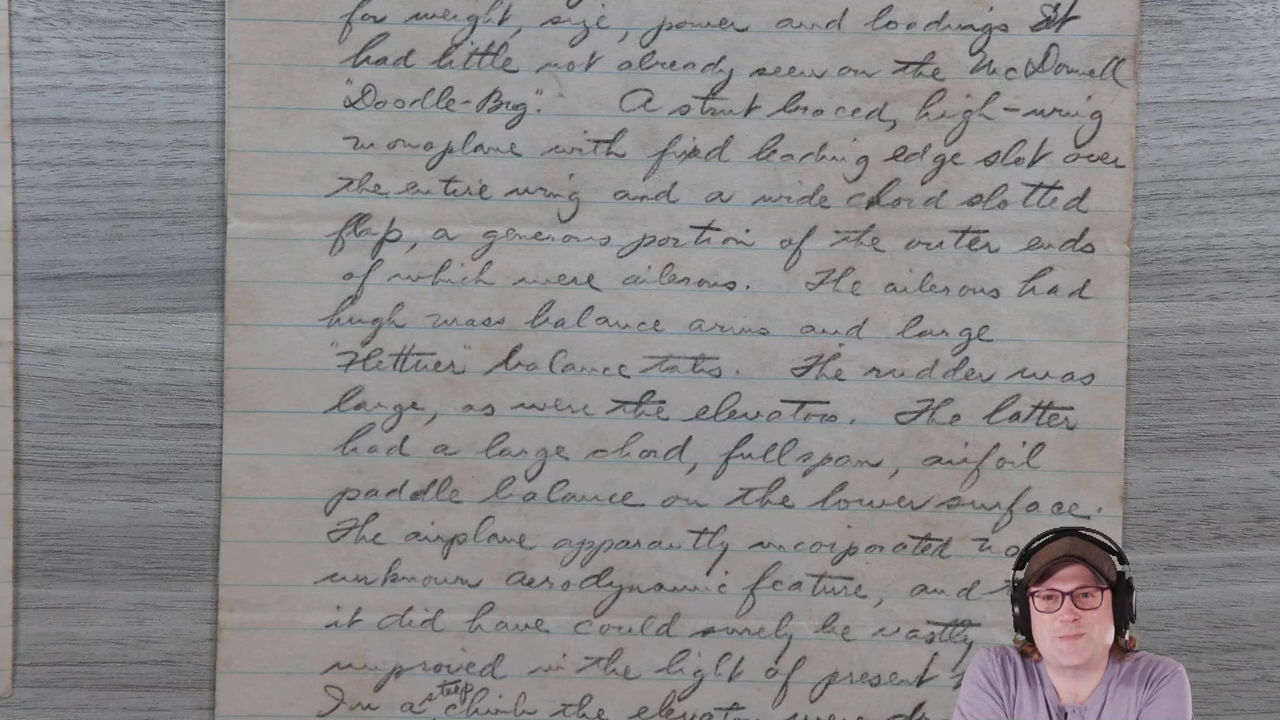 for weight, size, power and loadings It
had little not already seen on the McDonnell
"Doodle-Bug". A strut braced, high-wing
monoplane with fixed leading edge slot over
the entire wing and a wide chord slotted
flap, a generous portion of the outer ends
of which were ailerons. The ailerons had
hugh mass balance arms and large
"Flettner" balance tabs. The rudder was
large, as were the elevators. The latter
had a large chord, full span, airfoil
paddle balance on the lower surface.
The airplane apparantly incorporated no
unknown aerodynamic feature, and
it did have could surely be vastly
improved in the light of present
In a steep climb the elevators were